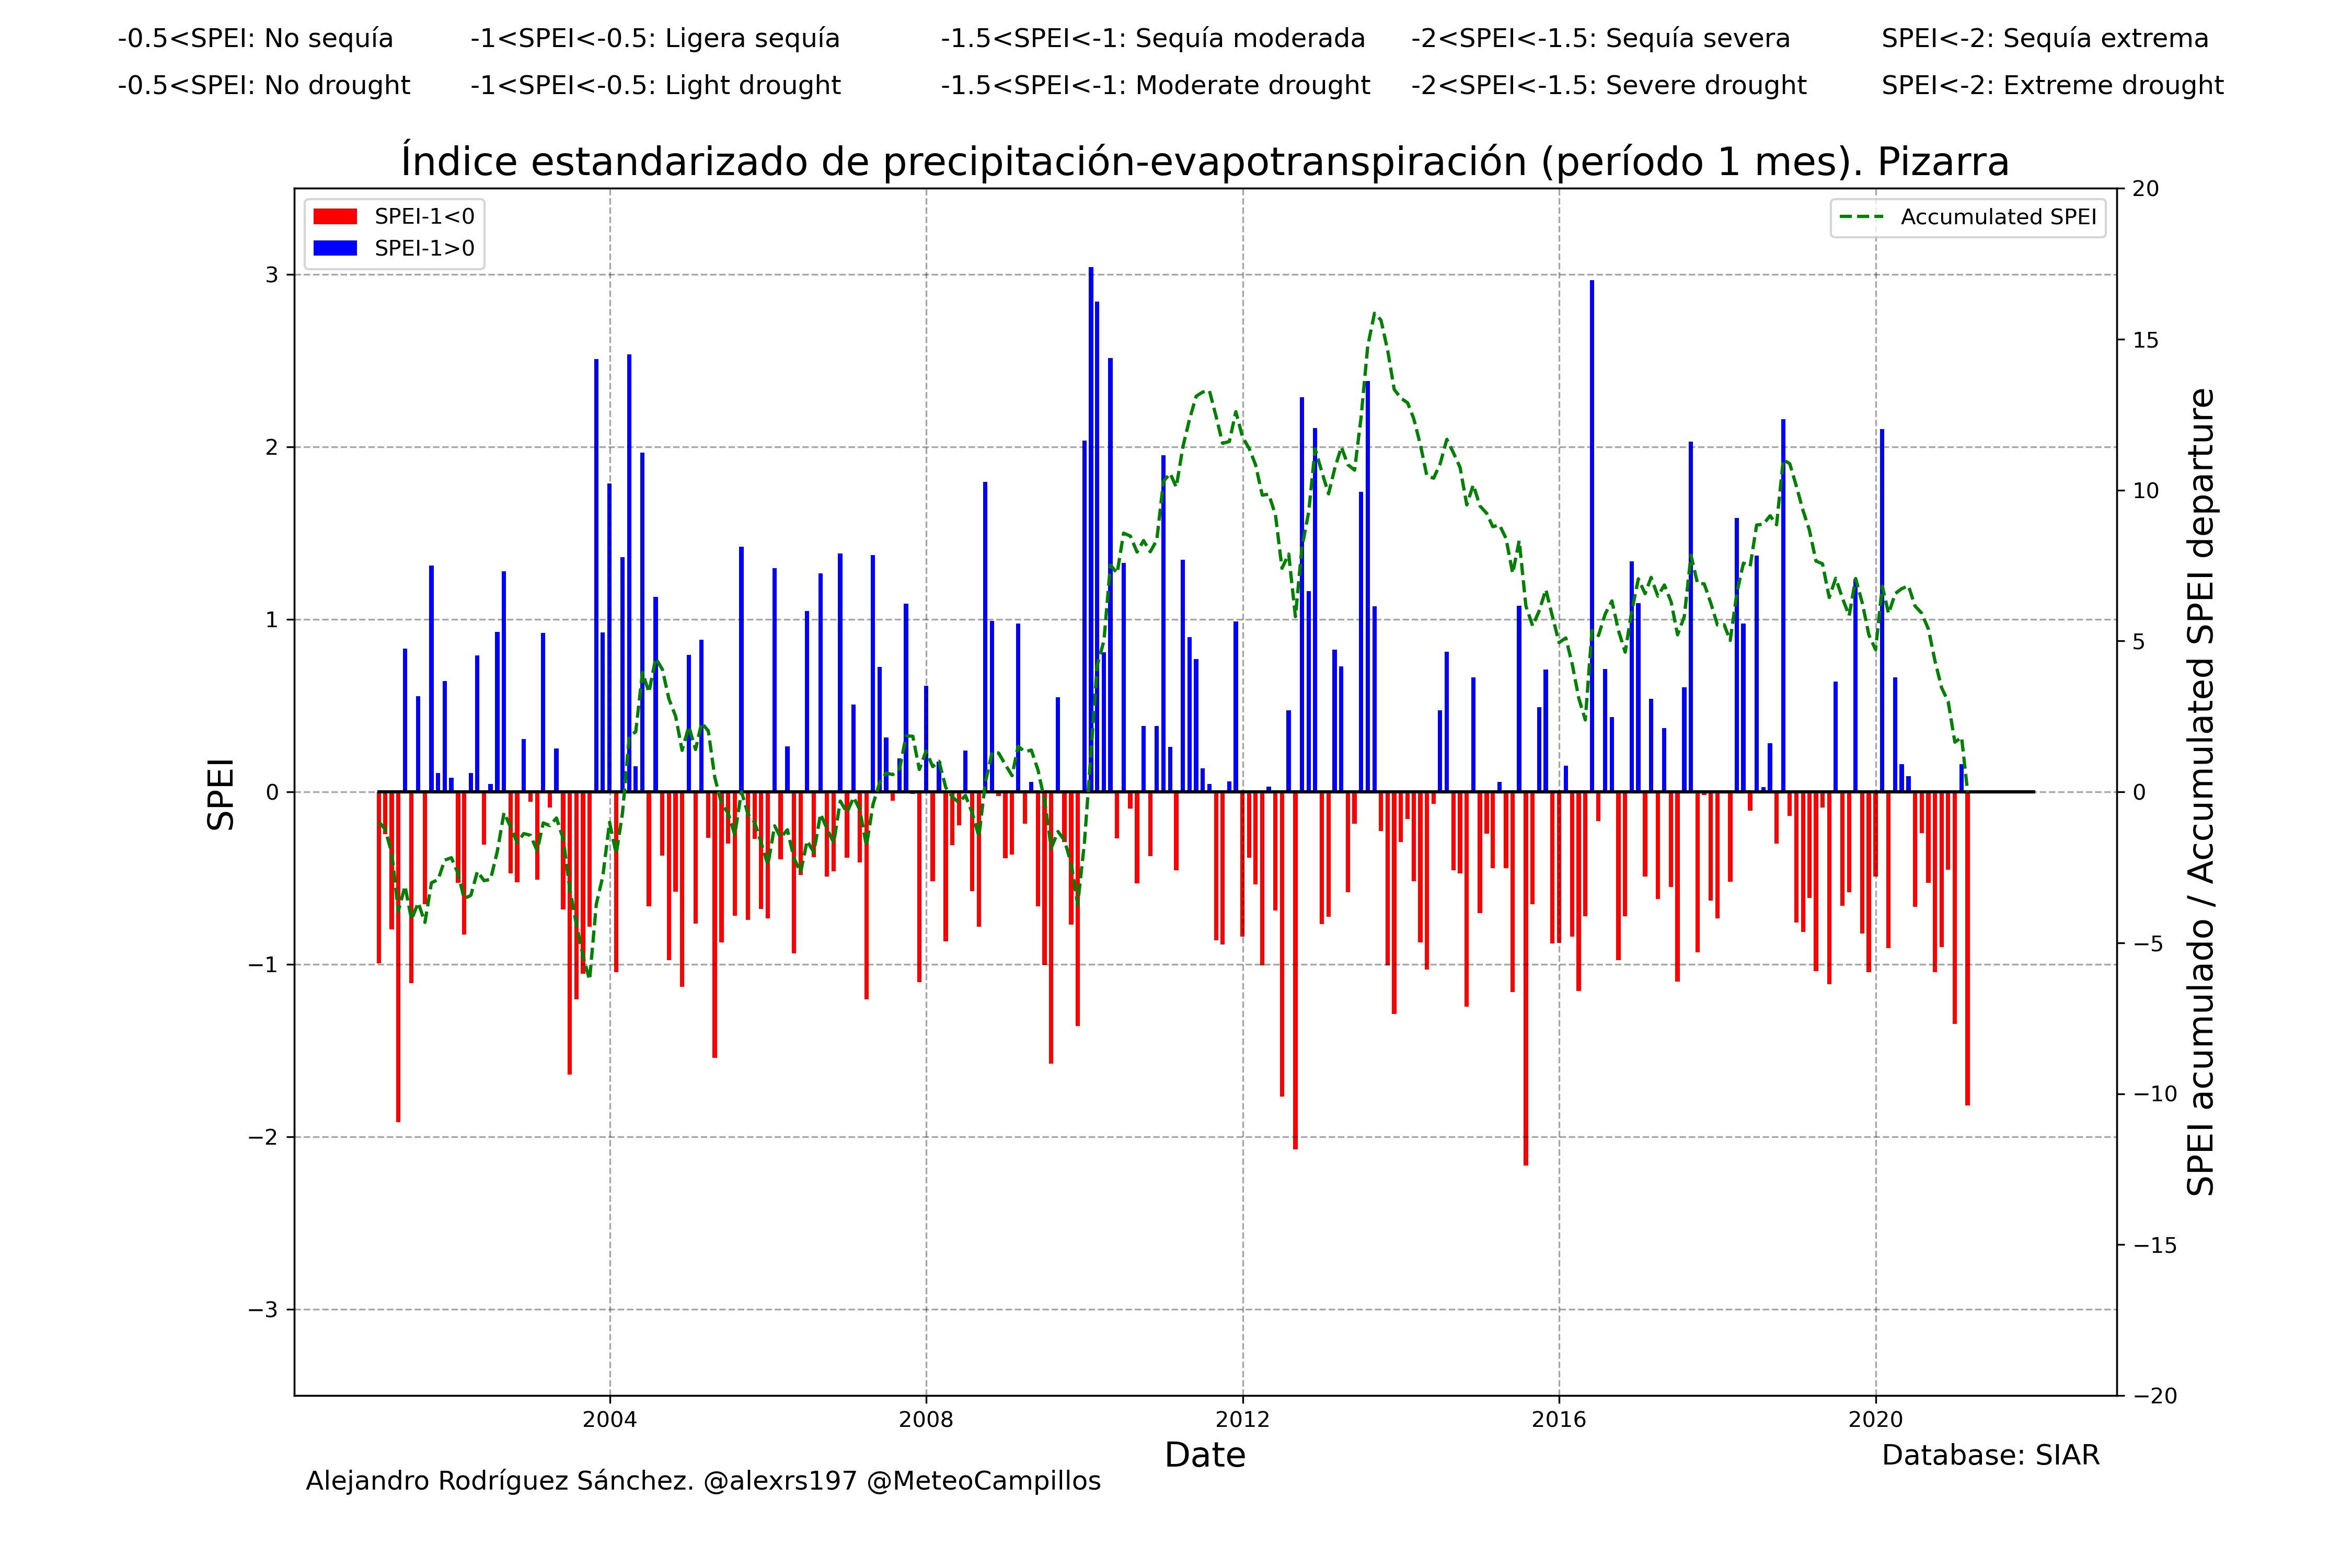 -0.5<SPEI: No sequía -1<SPEI<-0.5: Ligera sequía -1.5<SPEI<-1: Sequía moderada -2<SPEI<-1.5: Sequía severa SPEI<-2: Sequía extrema
-0.5<SPEI: No drought -1<SPEI<-0.5: Light drought -1.5<SPEI<-1: Moderate drought -2<SPEI<-1.5: Severe drought SPEI<-2: Extreme drought
Índice estandarizado de precipitación-evapotranspiración (período 1 mes). Pizarra
SPEI-1<0
SPEI-1>0
Accumulated SPEI
SPEI
3
2
1
0
−1
−2
−3
20
15
10
5
0
−5
−10
−15
−20
SPEI acumulado / Accumulated SPEI departure
2004 2008 2012 2016 2020
Date
Database: SIAR
Alejandro Rodríguez Sánchez. @alexrs197 @MeteoCampillos